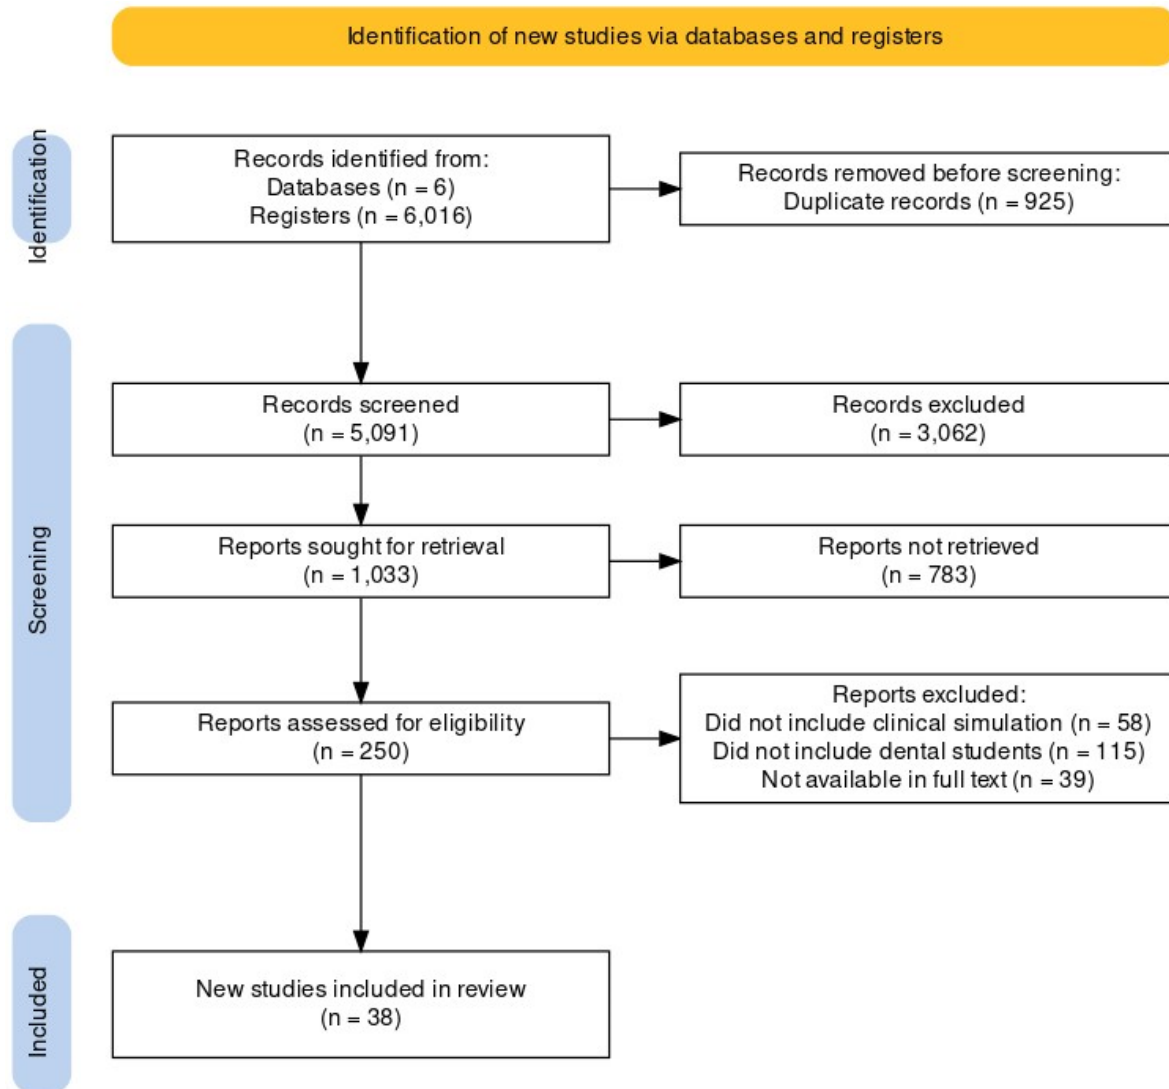 Identification of new studies via databases and registers
Identification
Records identified from:
Databases (n = 6)
Registers (n = 6,016)
Records removed before screening:
Duplicate records (n = 925)
Screening
Records screened
(n = 5,091)
Records excluded
(n = 3,062)
Reports sought for retrieval
(n = 1,033)
Reports not retrieved
(n = 783)
Reports assessed for eligibility
(n = 250)
Reports excluded:
Did not include clinical simulation (n = 58)
Did not include dental students (n = 115)
Not available in full text (n = 39)
Included
New studies included in review
(n = 38)